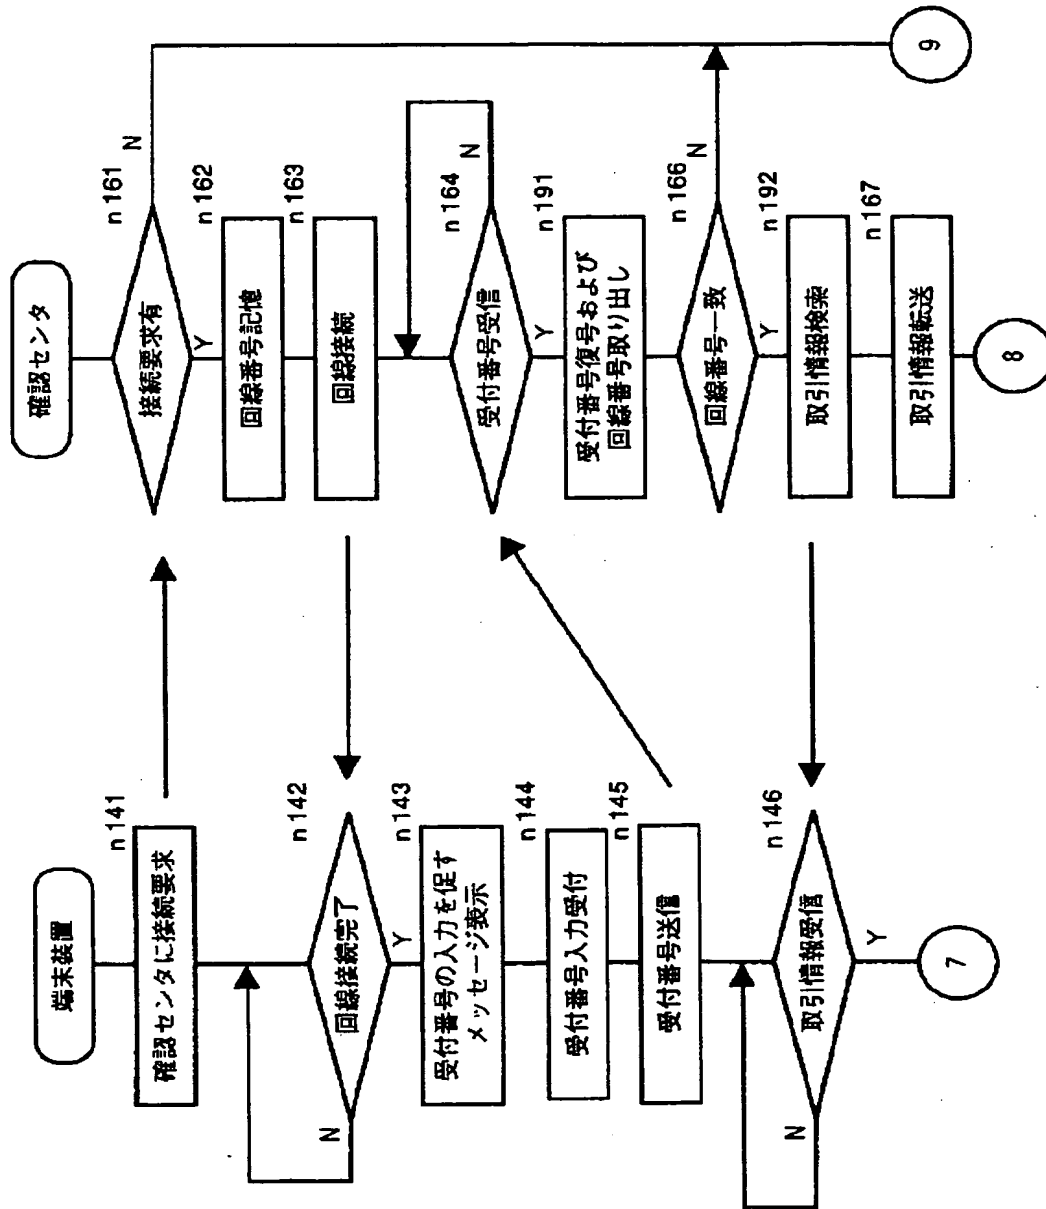 端末装置
n141
確認センタに接続要求
n142
回線接続完了
N
Y
n143
受付番号の入力を促す
メッセージ表示
n144
受付番号入力受付
n145
受付番号送信
n146
取引情報受信
N
Y
7
確認センタ
n161
接続要求有
N
Y
n162
回線番号記憶
n163
回線接続
n164
受付番号受信
N
Y
n191
受付番号復号および
回線番号取り出し
n166
回線番号一致
N
Y
n192
取引情報検索
n167
取引情報転送
8
9